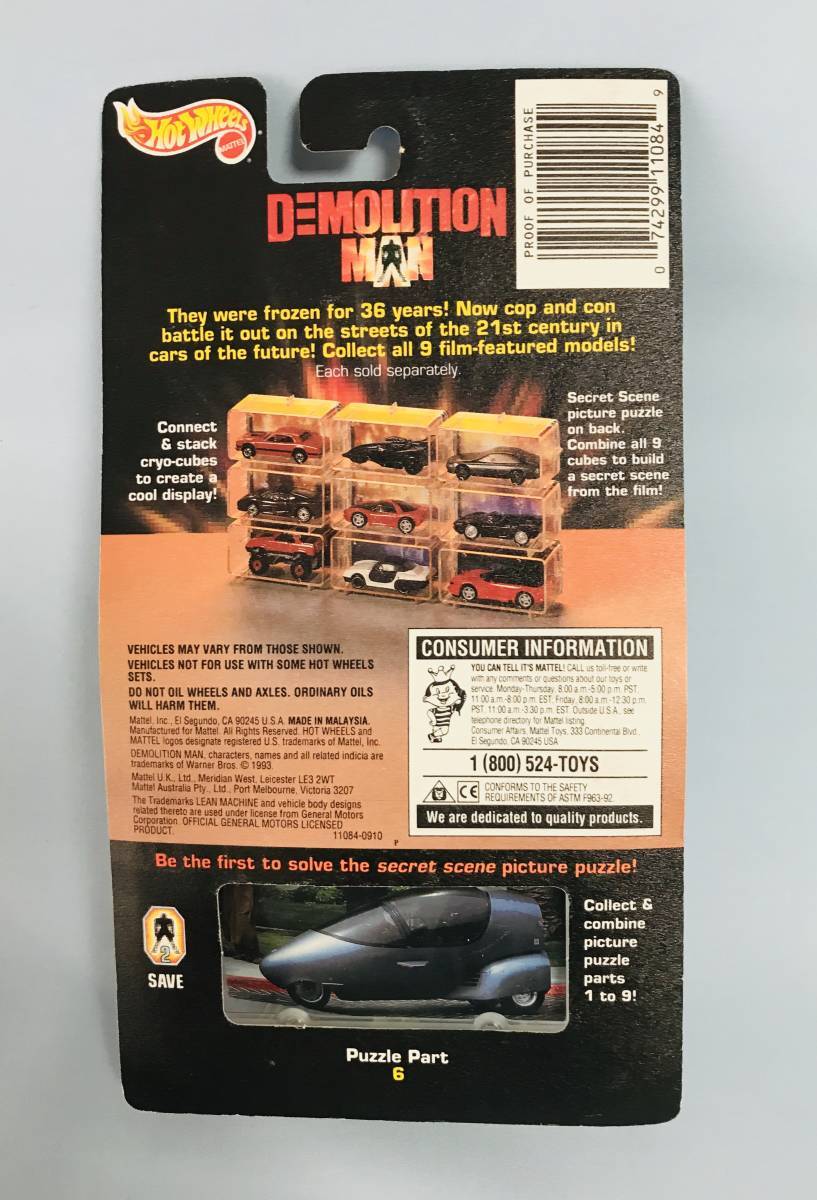 HOT WHEELS
MATTEL
PROOF OF PURCHASE
0 74299 11084 9
DEMOLITION
MAN
They were frozen for 36 years! Now cop and con
battle it out on the streets of the 21st century in
cars of the future! Collect all 9 film-featured models!
Each sold separately.
Connect
& stack
cryo-cubes
to create a
cool display!
Secret Scene
picture puzzle
on back.
Combine all 9
cubes to build
a secret scene
from the film!
VEHICLES MAY VARY FROM THOSE SHOWN.
VEHICLES NOT FOR USE WITH SOME HOT WHEELS
SETS.
DO NOT OIL WHEELS AND AXLES. ORDINARY OILS
WILL HARM THEM.
Mattel, Inc., El Segundo, CA 90245 U.S.A. MADE IN MALAYSIA.
Manufactured for Mattel. All Rights Reserved. HOT WHEELS and
MATTEL logos designate registered U.S. trademarks of Mattel, Inc.
DEMOLITION MAN, characters, names and all related indicia are
trademarks of Warner Bros. © 1993.
Mattel U.K., Ltd., Meridian West, Leicester LE3 2WT
Mattel Australia Pty., Ltd., Port Melbourne, Victoria 3207
The Trademarks LEAN MACHINE and vehicle body designs
related thereto are used under license from General Motors
Corporation. OFFICIAL GENERAL MOTORS LICENSED
PRODUCT.
11084-0910
P
CONSUMER INFORMATION
YOU CAN TELL IT'S MATTEL! CALL us toll-free or write
with any comments or questions about our toys or
service. Monday-Thursday, 8:00 a.m.-5:00 p.m. PST,
11:00 a.m.-8:00 p.m. EST; Friday, 8:00 a.m.-12:30 p.m.
PST, 11:00 a.m.-3:30 p.m. EST. Outside U.S.A., see
telephone directory for Mattel listing.
Consumer Affairs, Mattel Toys, 333 Continental Blvd.,
El Segundo, CA 90245 USA
1 (800) 524-TOYS
CE
CONFORMS TO THE SAFETY
REQUIREMENTS OF ASTM F963-92.
We are dedicated to quality products.
Be the first to solve the secret scene picture puzzle!
2
SAVE
Collect &
combine
picture
puzzle
parts
1 to 9!
Puzzle Part
6